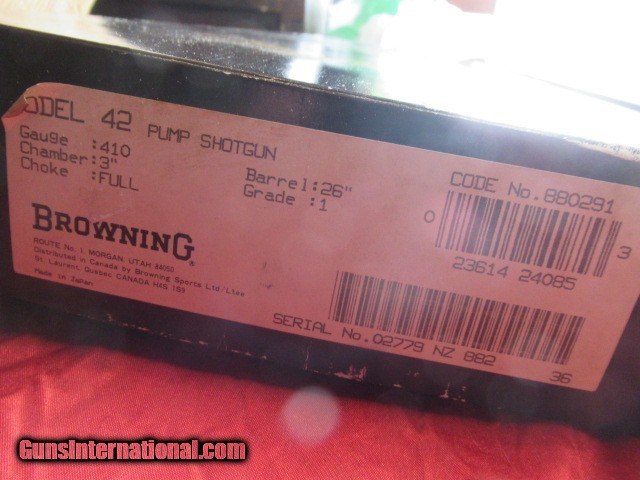 ODEL 42 PUMP SHOTGUN
Gauge :410
Chamber:3"
Choke :FULL
Barrel:26"
Grade :1
CODE No.880291
0 23614 24085 3
BROWNING
ROUTE No. 1, MORGAN, UTAH 84050
Distributed in Canada by Browning Sports Ltd/Ltee
St. Laurent, Quebec CANADA H4S 1S9
Made in Japan
SERIAL No.02779 NZ 882
36
GunsInternational.com